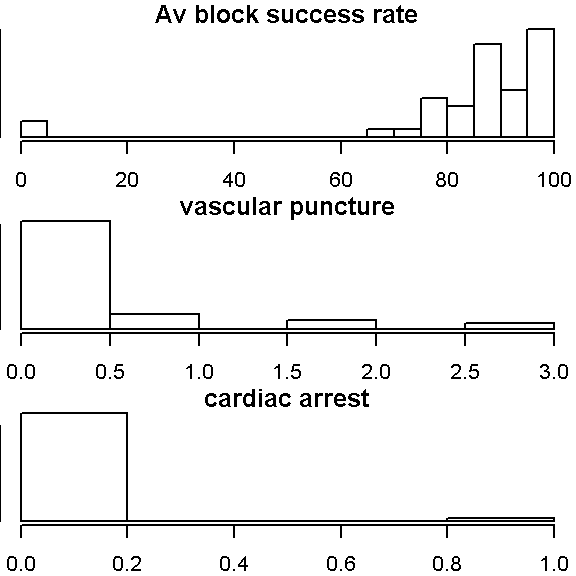 Av block success rate
0 20 40 60 80 100
vascular puncture
0.0 0.5 1.0 1.5 2.0 2.5 3.0
cardiac arrest
0.0 0.2 0.4 0.6 0.8 1.0